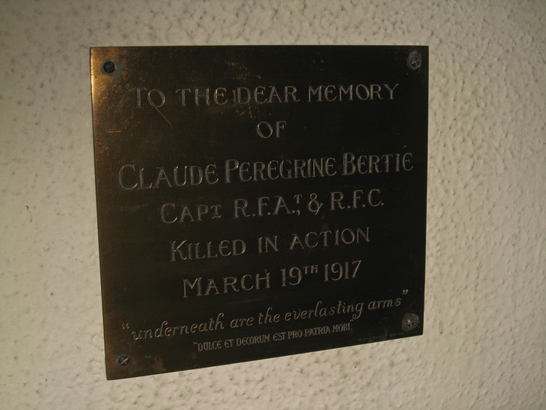 TO THE DEAR MEMORY
OF
CLAUDE PEREGRINE BERTIÉ
CAPT R.F.A.T, & R.F.C.
KILLED IN ACTION
MARCH 19TH 1917
"underneath are the everlasting arms"
"DULCE ET DECORUM EST PRO PATRIA MORI.